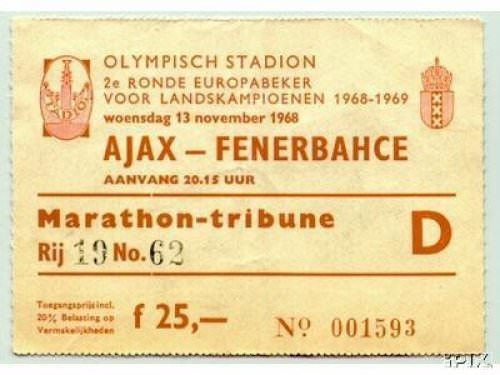 OLYMPISCH STADION
2e RONDE EUROPABEKER
VOOR LANDSKAMPIOENEN 1968-1969
woensdag 13 november 1968
AJAX — FENERBAHCE
AANVANG 20.15 UUR
Marathon-tribune
Rij 19 No. 62
D
Toegangsprijs incl.
20% Belasting op
Vermakelijkheden
f 25,—
No 001593